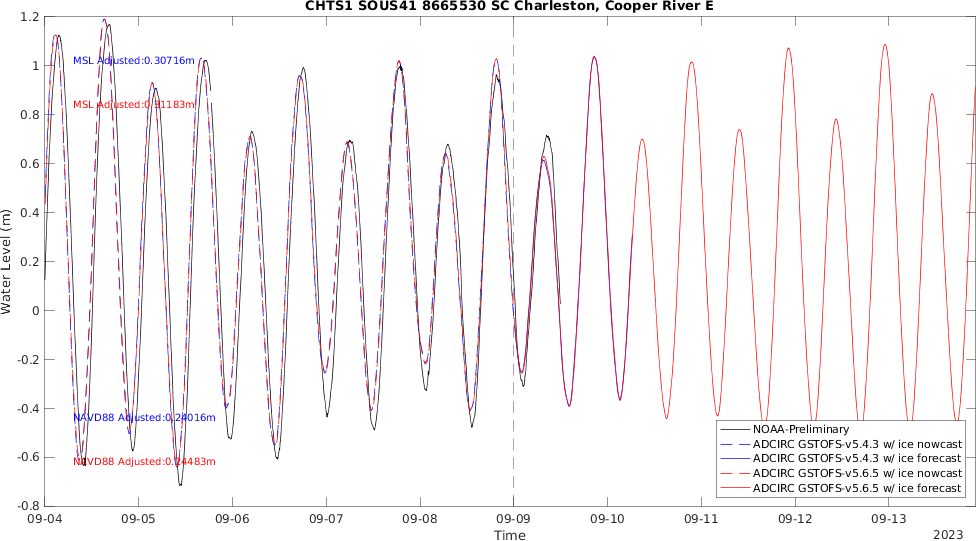 CHTS1 SOUS41 8665530 SC Charleston, Cooper River E
Water Level (m)
1.2
1
0.8
0.6
0.4
0.2
0
-0.2
-0.4
-0.6
-0.8
MSL Adjusted:0.30716m
MSL Adjusted:0.31183m
NAVD88 Adjusted:0.24016m
NAVD88 Adjusted:0.24483m
NOAA-Preliminary
ADCIRC GSTOFS-v5.4.3 w/ ice nowcast
ADCIRC GSTOFS-v5.4.3 w/ ice forecast
ADCIRC GSTOFS-v5.6.5 w/ ice nowcast
ADCIRC GSTOFS-v5.6.5 w/ ice forecast
09-04 09-05 09-06 09-07 09-08 09-09 09-10 09-11 09-12 09-13
Time
2023